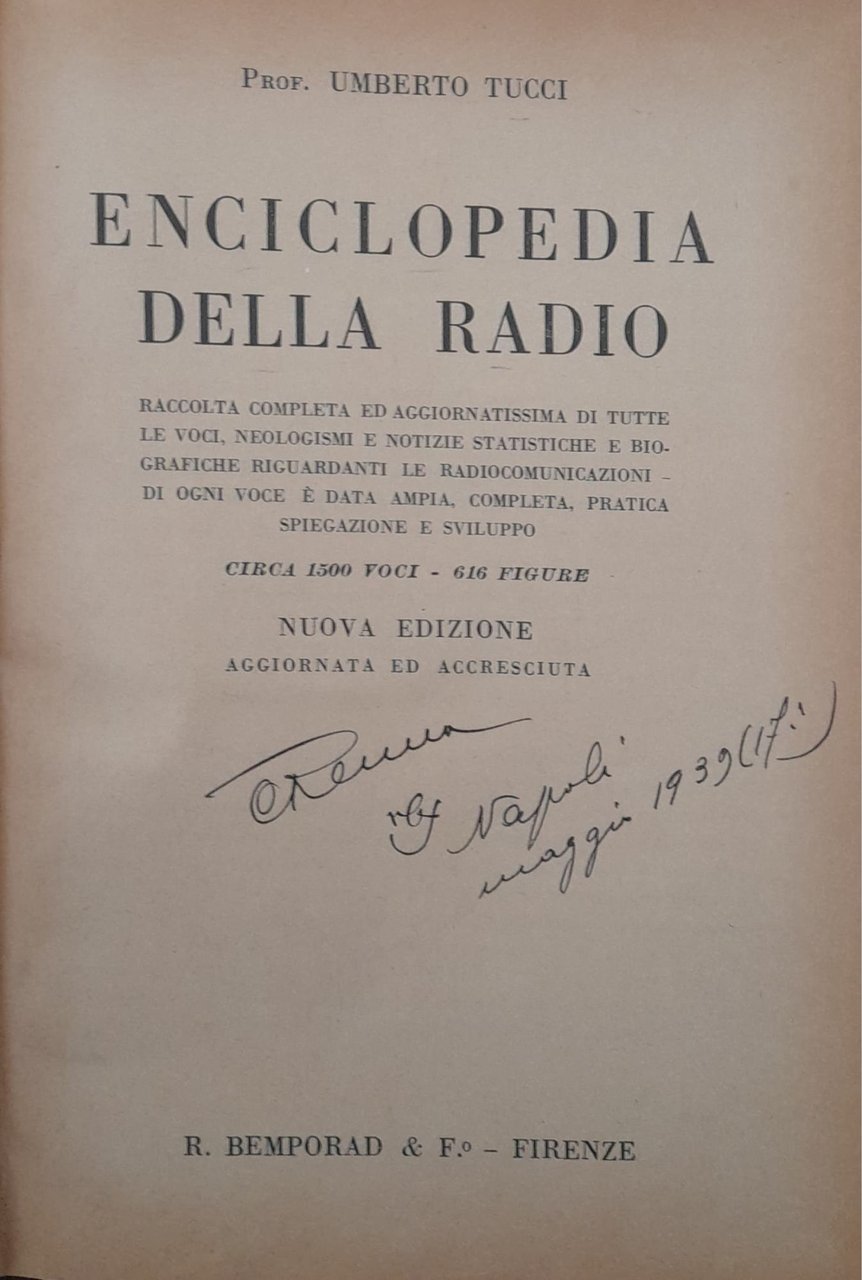 Prof. UMBERTO TUCCI
ENCICLOPEDIA
DELLA RADIO
RACCOLTA COMPLETA ED AGGIORNATISSIMA DI TUTTE
LE VOCI, NEOLOGISMI E NOTIZIE STATISTICHE E BIO-
GRAFICHE RIGUARDANTI LE RADIOCOMUNICAZIONI –
DI OGNI VOCE È DATA AMPIA, COMPLETA, PRATICA
SPIEGAZIONE E SVILUPPO
CIRCA 1500 VOCI - 616 FIGURE
NUOVA EDIZIONE
AGGIORNATA ED ACCRESCIUTA
Napoli
maggio 1939
R. BEMPORAD & F.º – FIRENZE